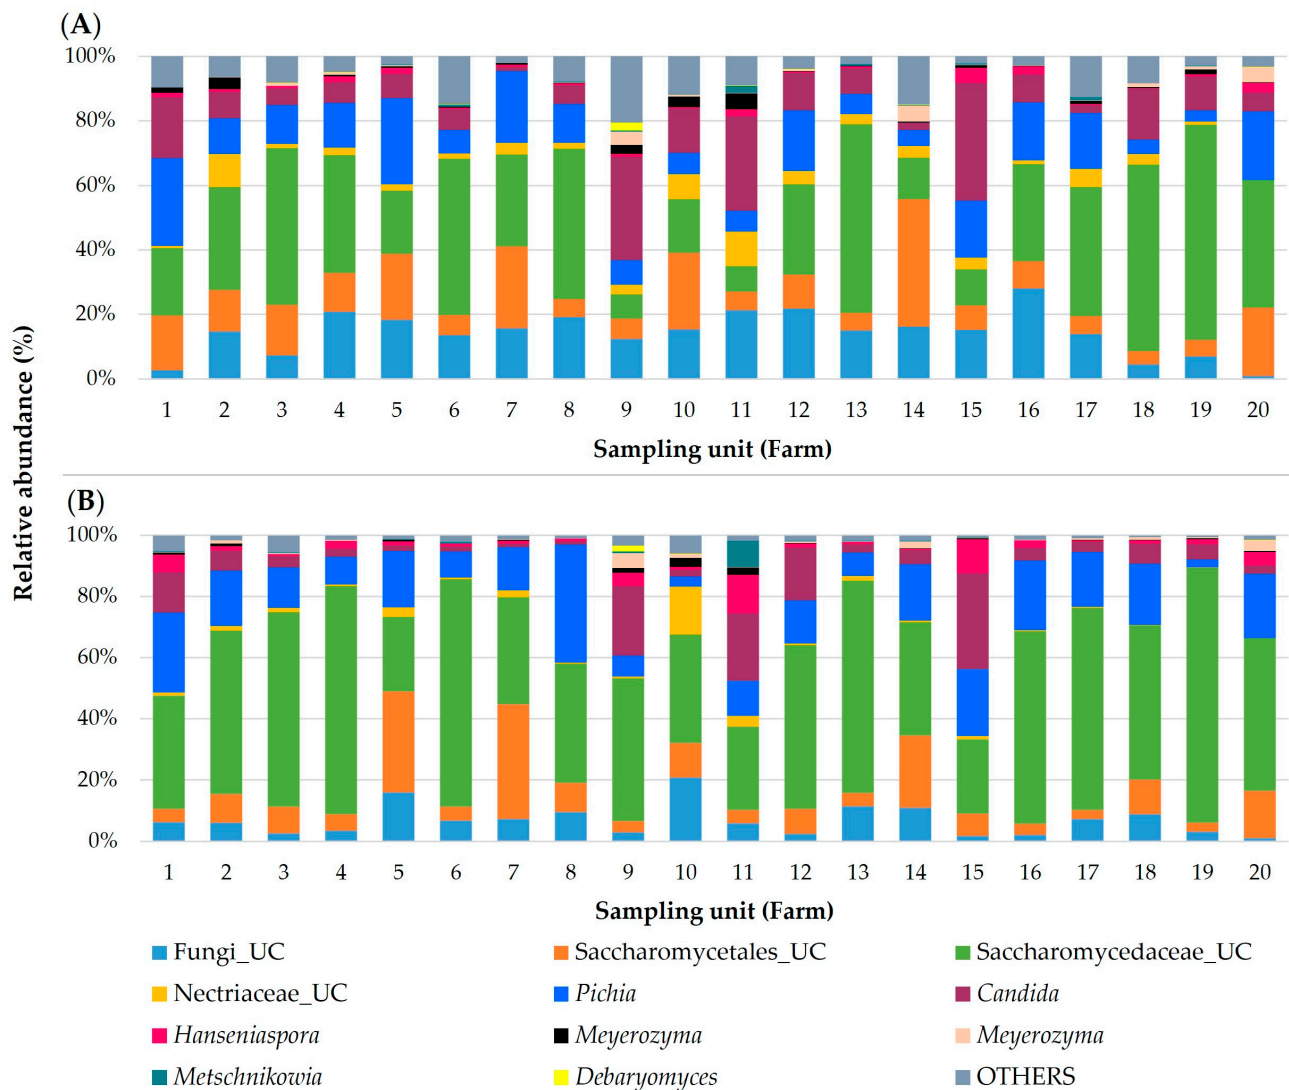 (A)
100%
80%
60%
40%
20%
0%
1 2 3 4 5 6 7 8 9 10 11 12 13 14 15 16 17 18 19 20
Sampling unit (Farm)
Relative abundance (%)
(B)
100%
80%
60%
40%
20%
0%
1 2 3 4 5 6 7 8 9 10 11 12 13 14 15 16 17 18 19 20
Sampling unit (Farm)
Fungi_UC Saccharomycetales_UC Saccharomycedaceae_UC
Nectriaceae_UC Pichia Candida
Hanseniaspora Meyerozyma Meyerozyma
Metschnikowia Debaryomyces OTHERS